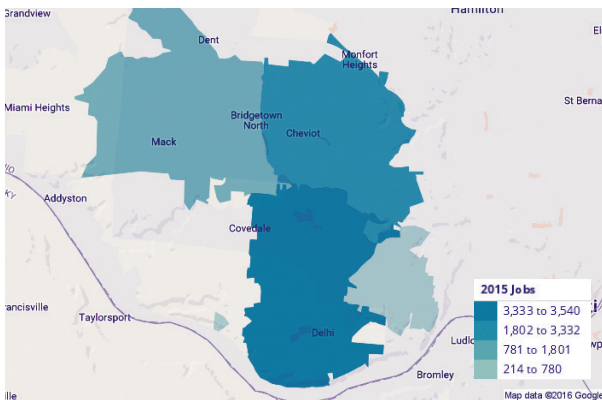 Grandview
Hamilton
Dent
Monfort
Heights
Miami Heights
Bridgetown
North
Cheviot
St Berna
Mack
Addyston
Covedale
Taylorsport
Delhi
Bromley
2015 Jobs
3,333 to 3,540
1,802 to 3,332
781 to 1,801
214 to 780
Map data ©2016 Google